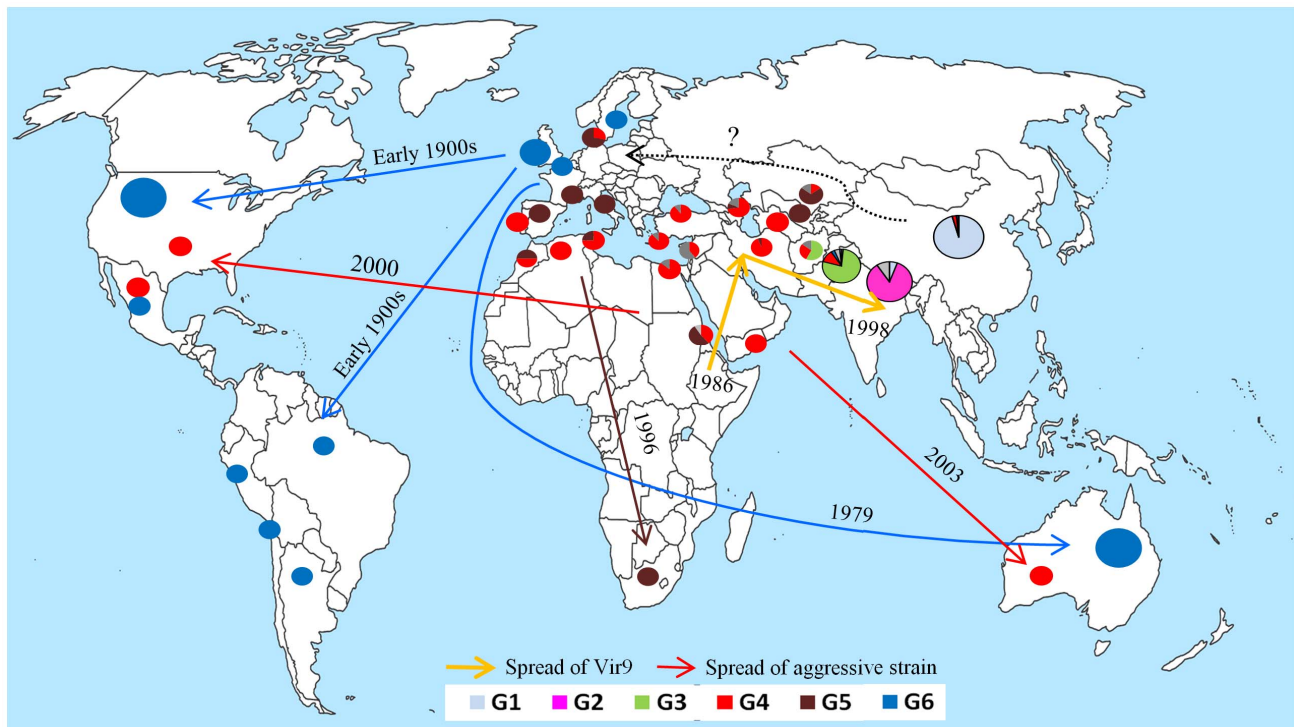 ?
Early 1900s
2000
Early 1900s
1998
1986
1996
2003
1979
Spread of Vir9 Spread of aggressive strain
G1 G2 G3 G4 G5 G6